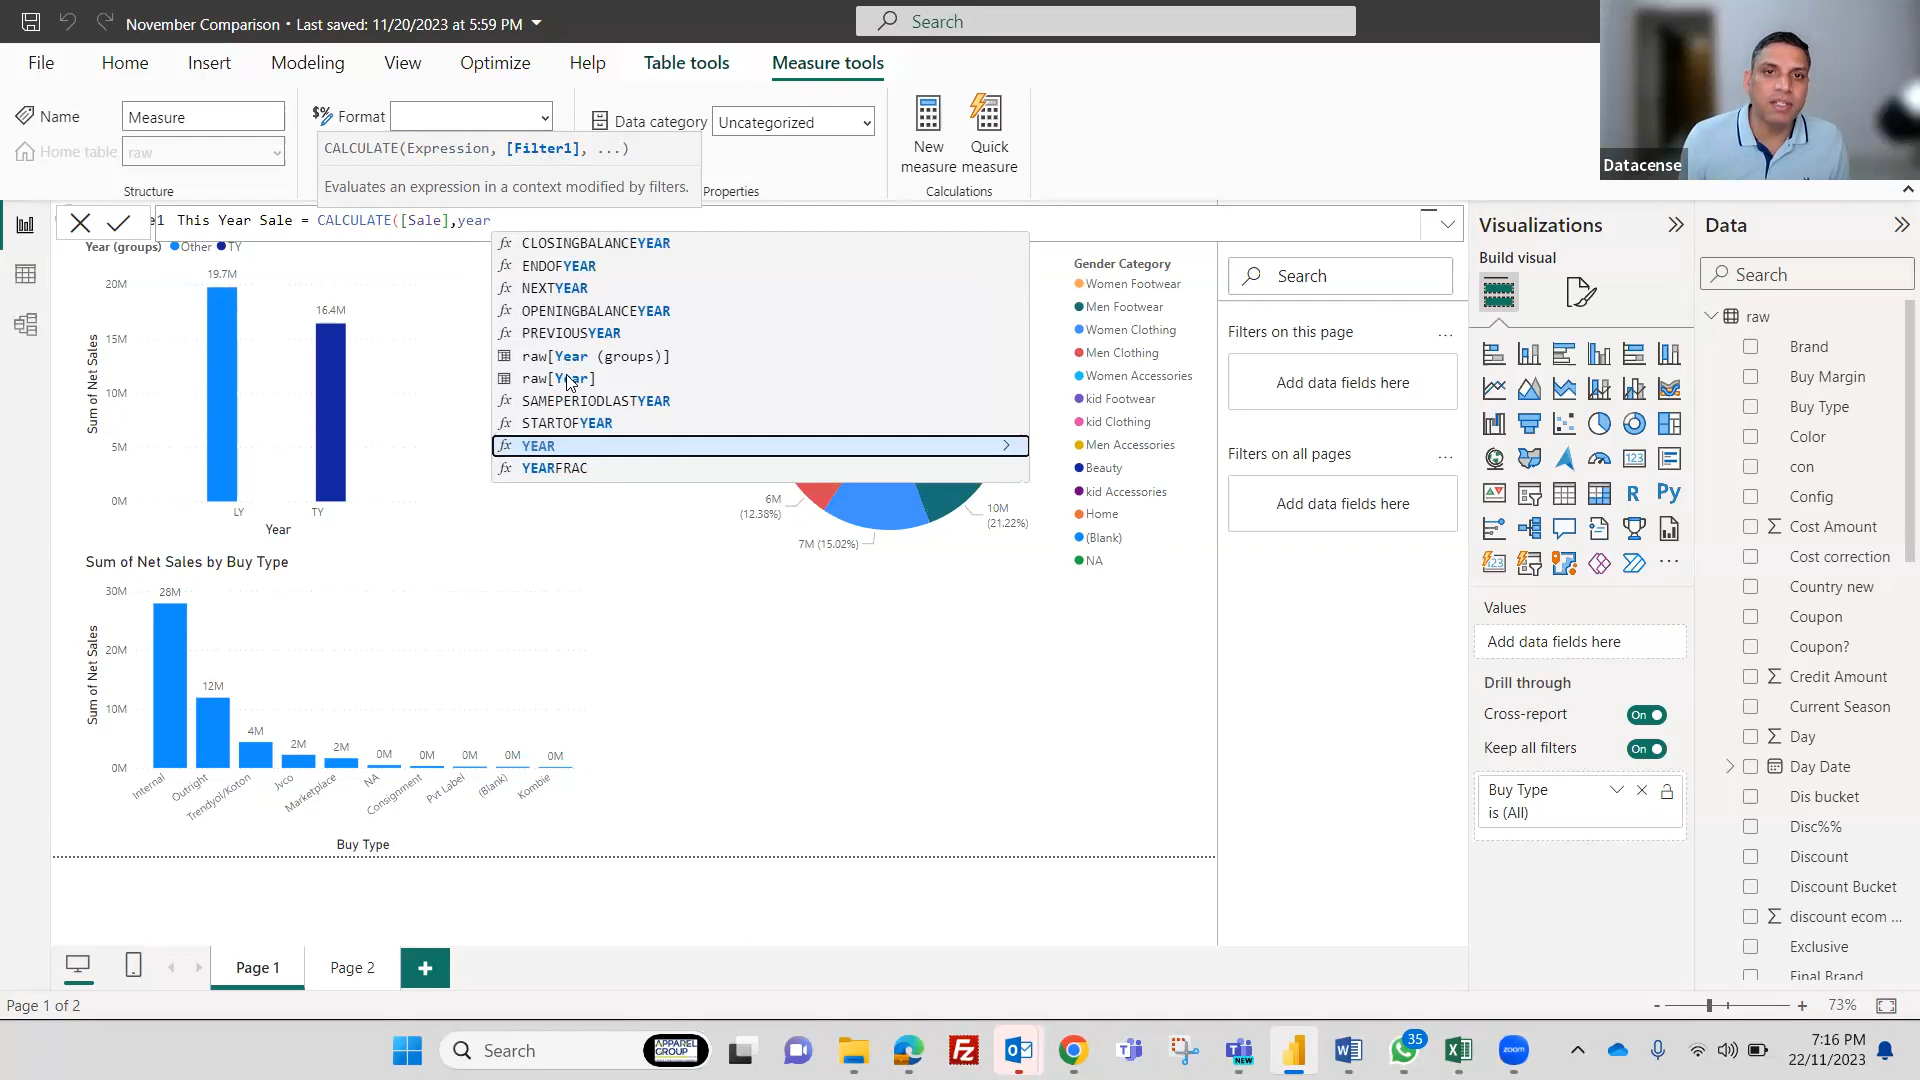 November Comparison • Last saved: 11/20/2023 at 5:59 PM
Search
File
Home
Insert
Modeling
View
Optimize
Help
Table tools
Measure tools
Name
Measure
Home table
raw
Structure
Format
Data category
Uncategorized
Properties
New measure
Quick measure
Calculations
Datacense
CALCULATE(Expression, [Filter1], ...)
Evaluates an expression in a context modified by filters.
1 This Year Sale = CALCULATE([Sale],year
CLOSINGBALANCEYEAR
ENDOFYEAR
NEXTYEAR
OPENINGBALANCEYEAR
PREVIOUSYEAR
raw[Year (groups)]
raw[Year]
SAMEPERIODLASTYEAR
STARTOFYEAR
YEAR
YEARFRAC
Year (groups) Other TY
Sum of Net Sales
20M
15M
10M
5M
0M
19.7M
16.4M
LY
TY
Year
Sum of Net Sales by Buy Type
Sum of Net Sales
30M
20M
10M
0M
28M
12M
4M
2M
2M
0M
0M
0M
0M
0M
Internal
Outright
Trendyol/Koton
Jvco
Marketplace
NA
Consignment
Pvt Label
(Blank)
Kombie
Buy Type
6M
(12.38%)
7M (15.02%)
10M
(21.22%)
Gender Category
Women Footwear
Men Footwear
Women Clothing
Men Clothing
Women Accessories
kid Footwear
kid Clothing
Men Accessories
Beauty
kid Accessories
Home
(Blank)
NA
Search
Filters on this page
...
Add data fields here
Filters on all pages
...
Add data fields here
Visualizations
Build visual
R
Py
123
123
...
Values
Add data fields here
Drill through
Cross-report
On
Keep all filters
On
Buy Type
is (All)
Data
Search
raw
Brand
Buy Margin
Buy Type
Color
con
Config
Cost Amount
Cost correction
Country new
Coupon
Coupon?
Credit Amount
Current Season
Day
Day Date
Dis bucket
Disc%%
Discount
Discount Bucket
discount ecom ...
Exclusive
Final Brand
Page 1
Page 2
+
Page 1 of 2
- + 73%
Search
APPAREL GROUP
NEW
35
zoom
7:16 PM
22/11/2023